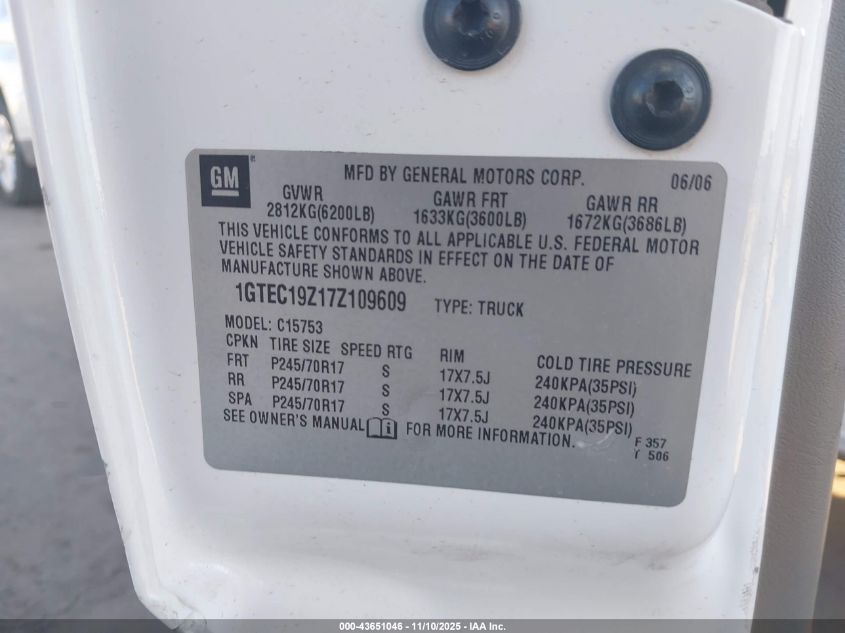 GM
MFD BY GENERAL MOTORS CORP. 06/06
GVWR GAWR FRT GAWR RR
2812KG(6200LB) 1633KG(3600LB) 1672KG(3686LB)
THIS VEHICLE CONFORMS TO ALL APPLICABLE U.S. FEDERAL MOTOR
VEHICLE SAFETY STANDARDS IN EFFECT ON THE DATE OF
MANUFACTURE SHOWN ABOVE.
1GTEC19Z17Z109609 TYPE: TRUCK
MODEL: C15753
CPKN TIRE SIZE SPEED RTG RIM COLD TIRE PRESSURE
FRT P245/70R17 S 17X7.5J 240KPA(35PSI)
RR P245/70R17 S 17X7.5J 240KPA(35PSI)
SPA P245/70R17 S 17X7.5J 240KPA(35PSI)
SEE OWNER'S MANUAL FOR MORE INFORMATION.
F 357
T 506
000-43651046 - 11/10/2025 - IAA Inc.